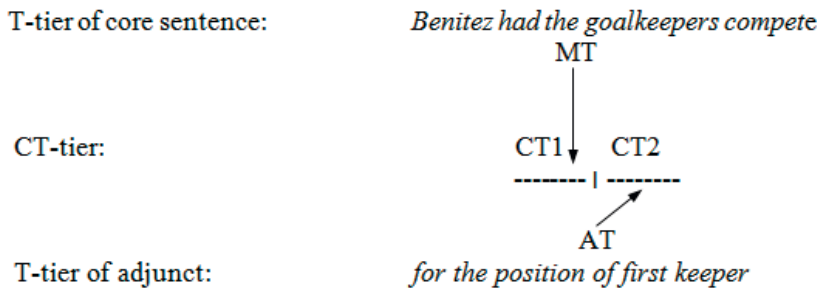 T-tier of core sentence: Benitez had the goalkeepers compete
MT
CT-tier: CT1 CT2
-------- | --------
AT
T-tier of adjunct: for the position of first keeper